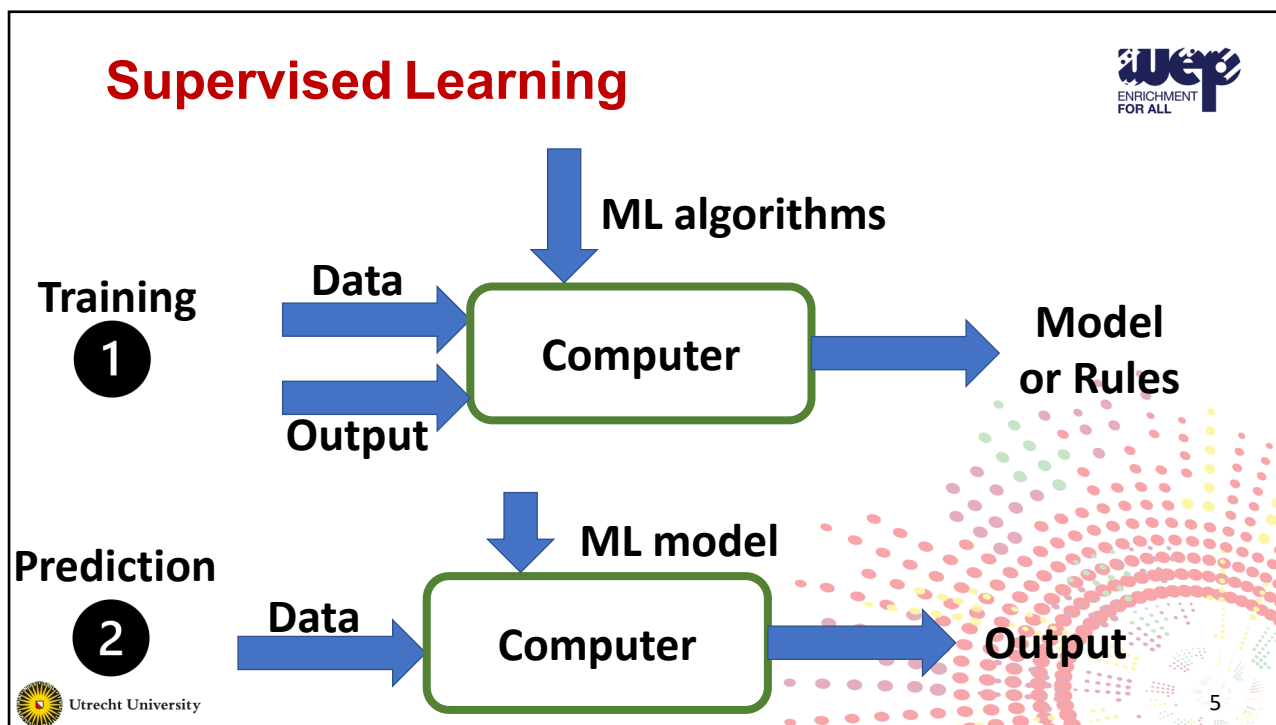 Supervised Learning
wep
ENRICHMENT
FOR ALL
ML algorithms
Training
1
Data
Output
Computer
Model
or Rules
ML model
Prediction
2
Data
Computer
Output
Utrecht University
5